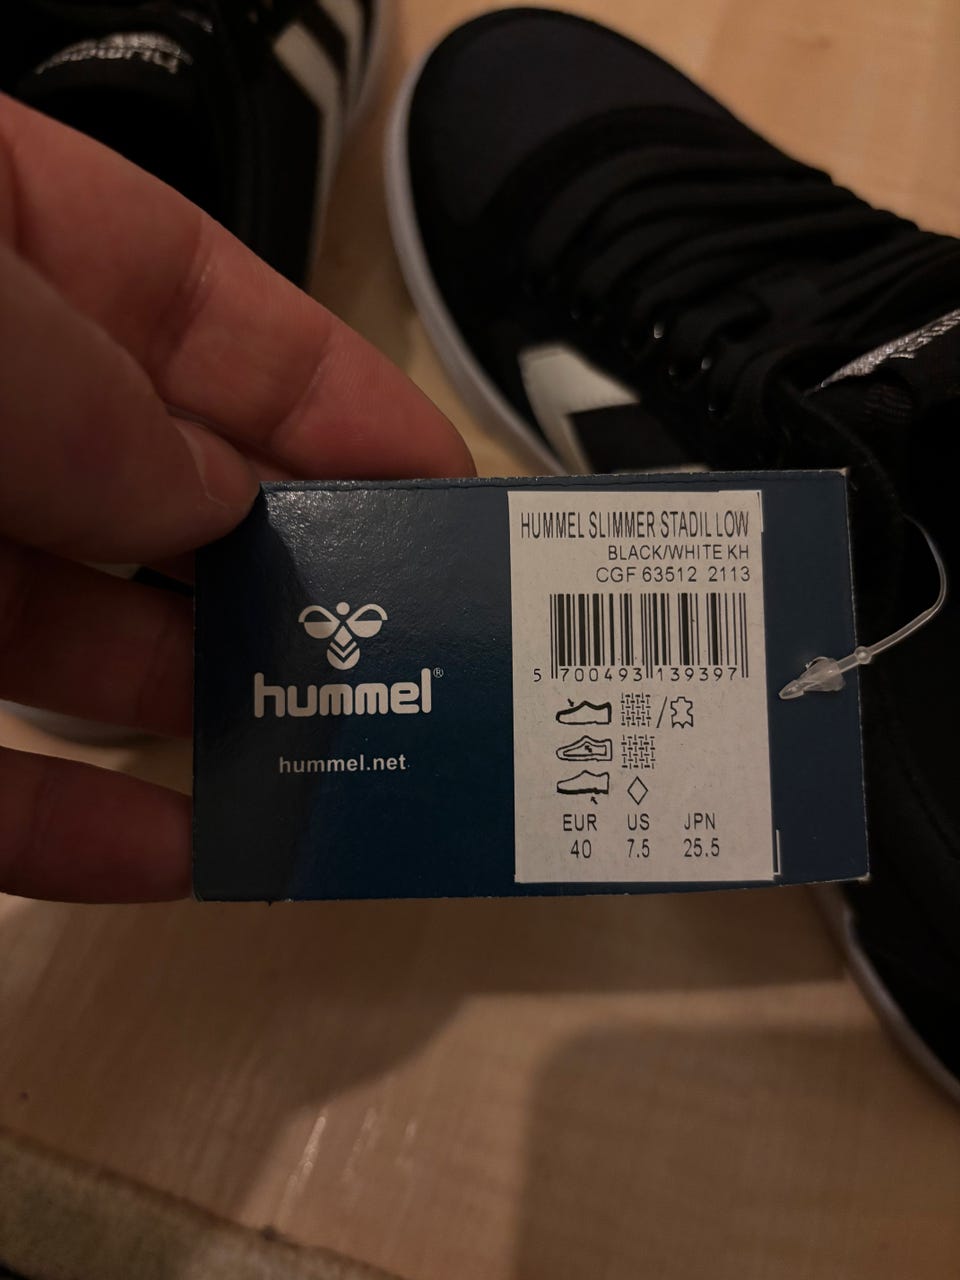 hummel®
hummel.net
HUMMEL SLIMMER STADIL LOW
BLACK/WHITE KH
CGF 63512 2113
5 700493 139397
EUR US JPN
40 7.5 25.5